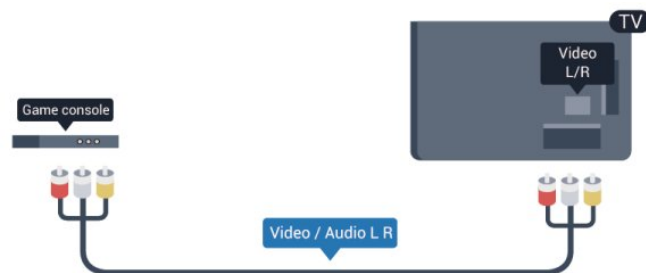 TV
Video
L/R
Game console
Video / Audio L R